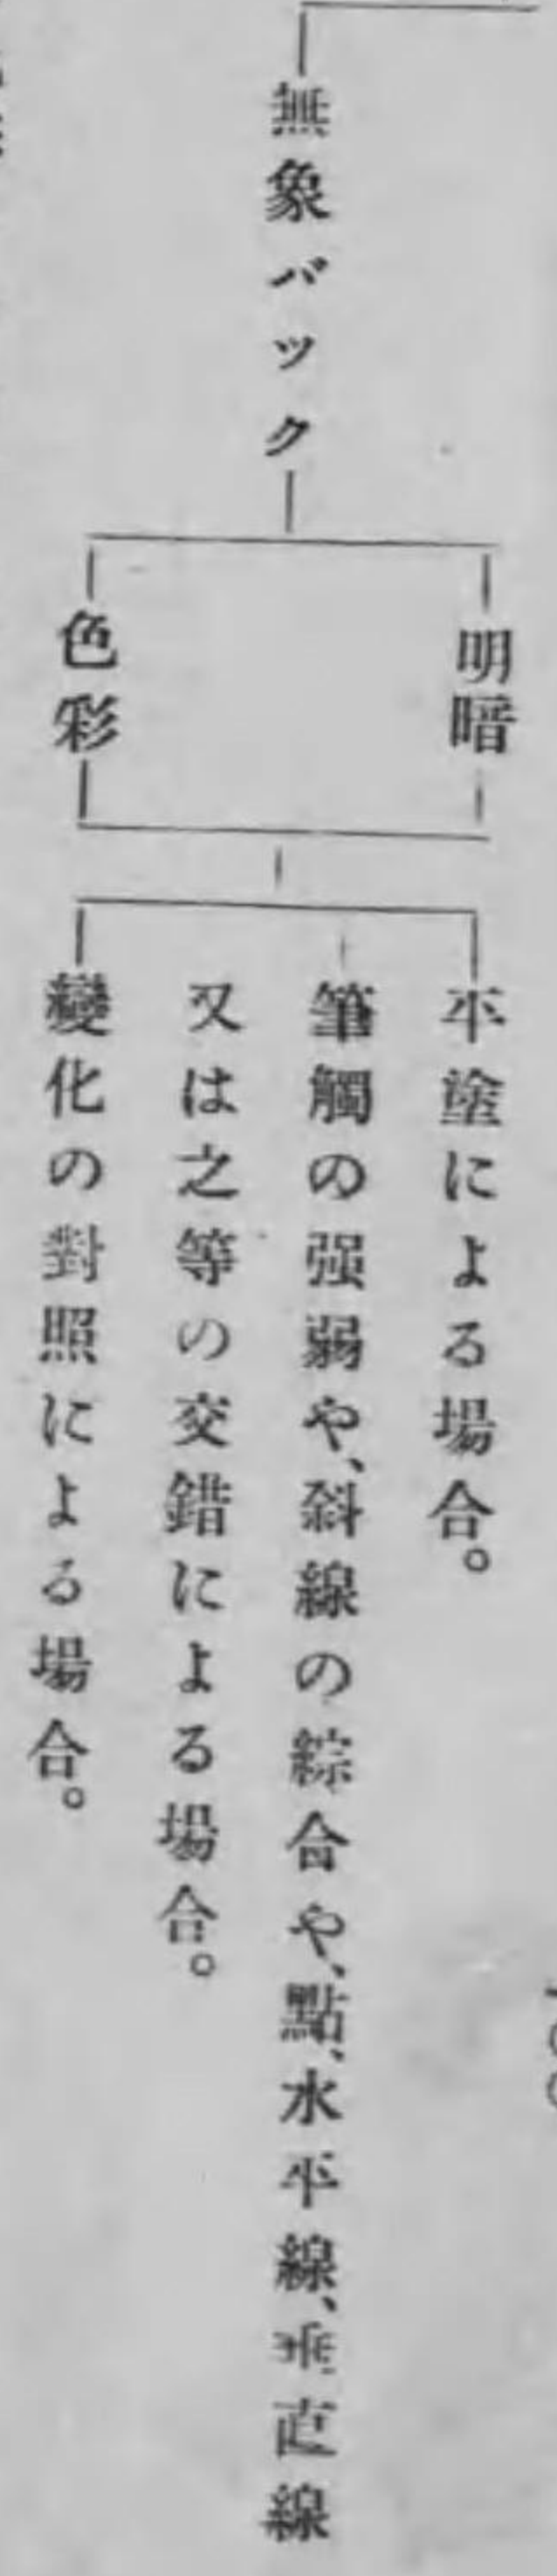 無象バック
明暗
色彩
平塗による場合。
筆觸の强弱や、斜線の綜合や、點、水平線、垂直線
又は之等の交錯による場合。
變化の對照による場合。